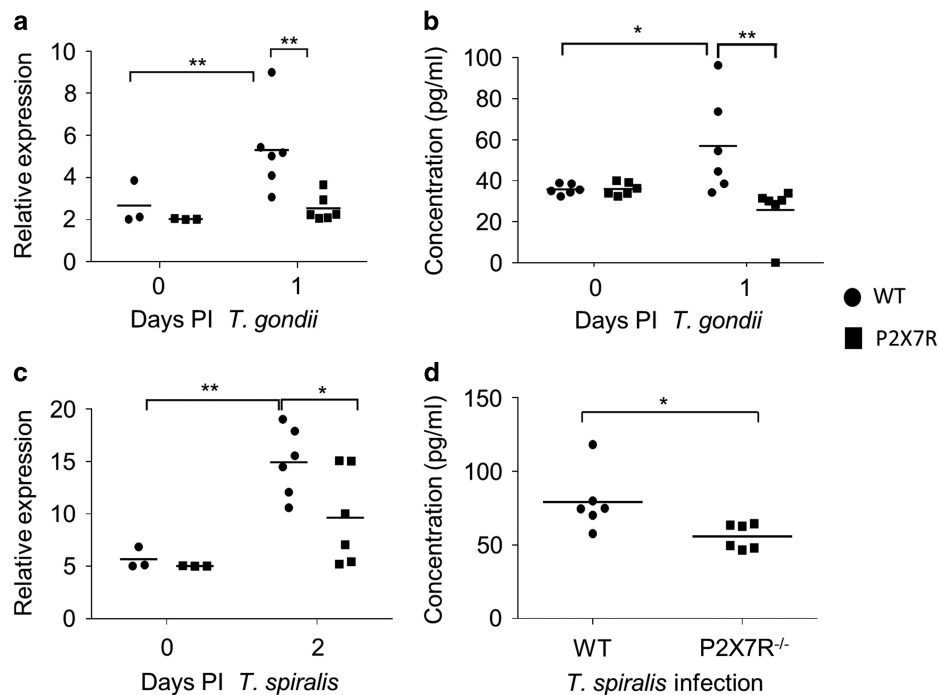 a
**
**
Relative expression
10
8
6
4
2
0
0
1
Days PI T. gondii
b
*
**
Concentration (pg/ml)
100
80
60
40
20
0
0
1
Days PI T. gondii
WT
P2X7R
c
**
*
Relative expression
20
15
10
5
0
0
2
Days PI T. spiralis
d
*
Concentration (pg/ml)
150
100
50
0
WT
P2X7R-/-
T. spiralis infection